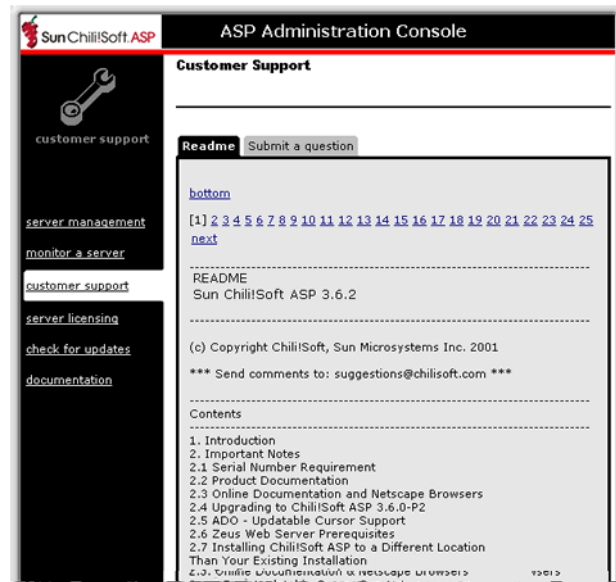 Sun Chili!Soft.ASP
ASP Administration Console
customer support
server management
monitor a server
customer support
server licensing
check for updates
documentation
Customer Support
Readme
Submit a question
bottom
[1] 2 3 4 5 6 7 8 9 10 11 12 13 14 15 16 17 18 19 20 21 22 23 24 25
next
------------------------------------------------------------
README
Sun Chili!Soft ASP 3.6.2
------------------------------------------------------------
(c) Copyright Chili!Soft, Sun Microsystems Inc. 2001
*** Send comments to: suggestions@chilisoft.com ***
------------------------------------------------------------
Contents
------------------------------------------------------------
1. Introduction
2. Important Notes
2.1 Serial Number Requirement
2.2 Product Documentation
2.3 Online Documentation and Netscape Browsers
2.4 Upgrading to Chili!Soft ASP 3.6.0-P2
2.5 ADO - Updatable Cursor Support
2.6 Zeus Web Server Prerequisites
2.7 Installing Chili!Soft ASP to a Different Location
Than Your Existing Installation
2.3. Online Documentation & Netscape Browsers